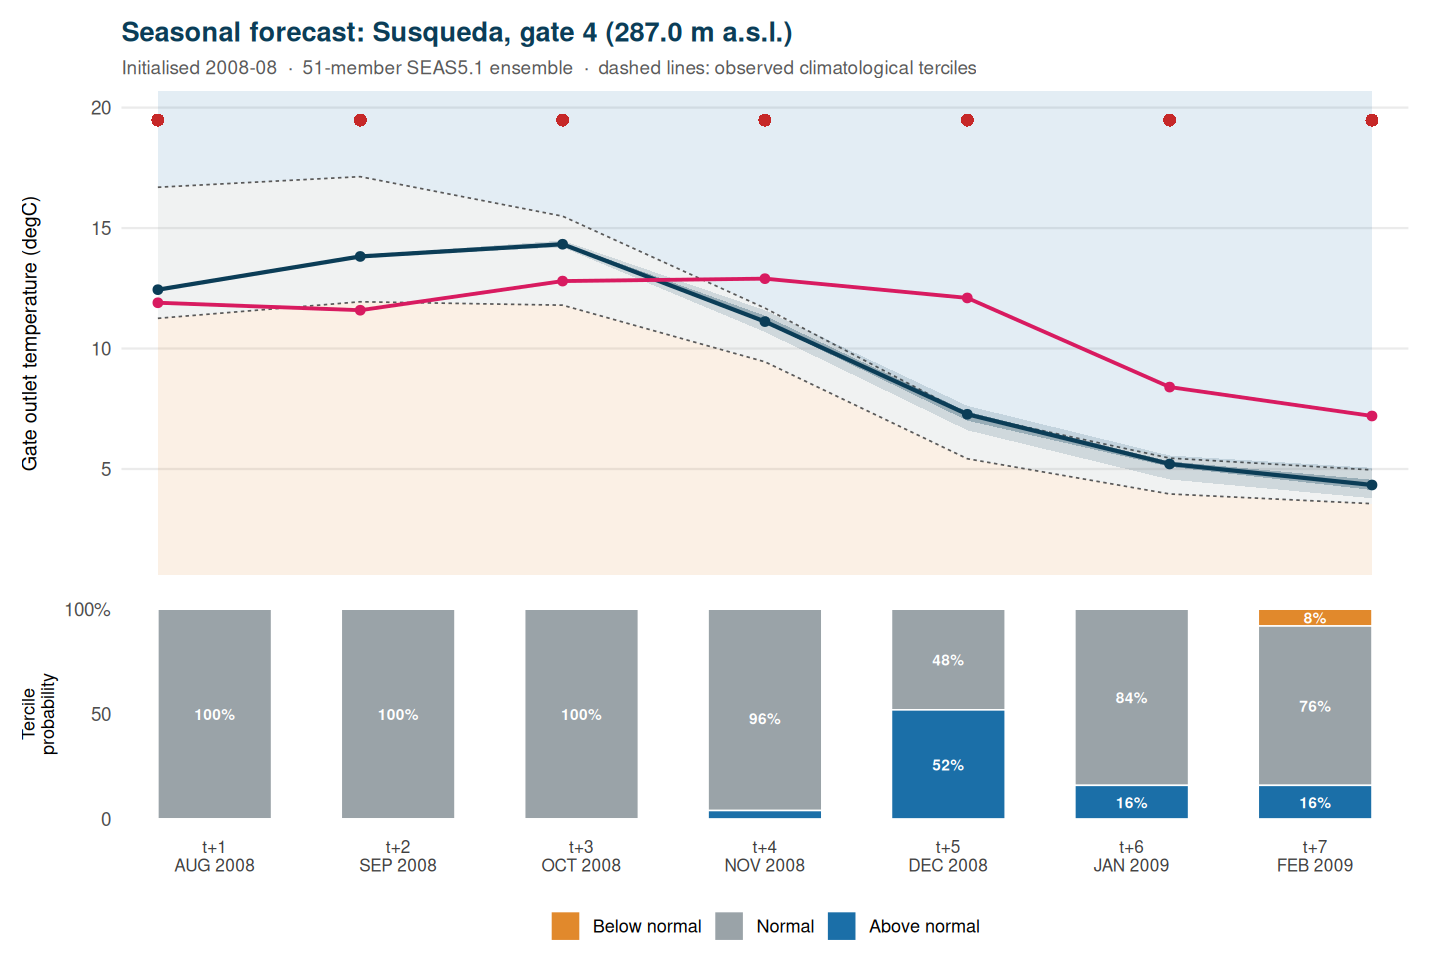 Seasonal forecast: Susqueda, gate 4 (287.0 m a.s.l.)
Initialised 2008-08 · 51-member SEAS5.1 ensemble · dashed lines: observed climatological terciles
Gate outlet temperature (degC)
20
15
10
5
Tercile
probability
100%
50
0
100%
100%
100%
96%
48%
52%
84%
16%
8%
76%
16%
t+1
AUG 2008
t+2
SEP 2008
t+3
OCT 2008
t+4
NOV 2008
t+5
DEC 2008
t+6
JAN 2009
t+7
FEB 2009
Below normal
Normal
Above normal